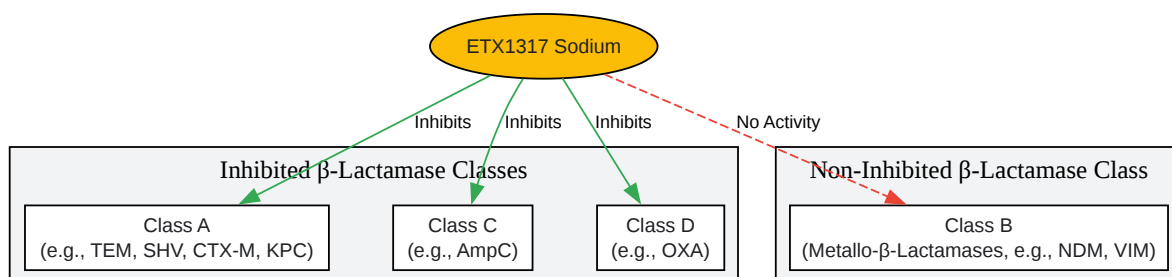 ETX1317 Sodium
Inhibits
Inhibits
Inhibits
No Activity
Inhibited β-Lactamase Classes
Non-Inhibited β-Lactamase Class
Class A
(e.g., TEM, SHV, CTX-M, KPC)
Class C
(e.g., AmpC)
Class D
(e.g., OXA)
Class B
(Metallo-β-Lactamases, e.g., NDM, VIM)